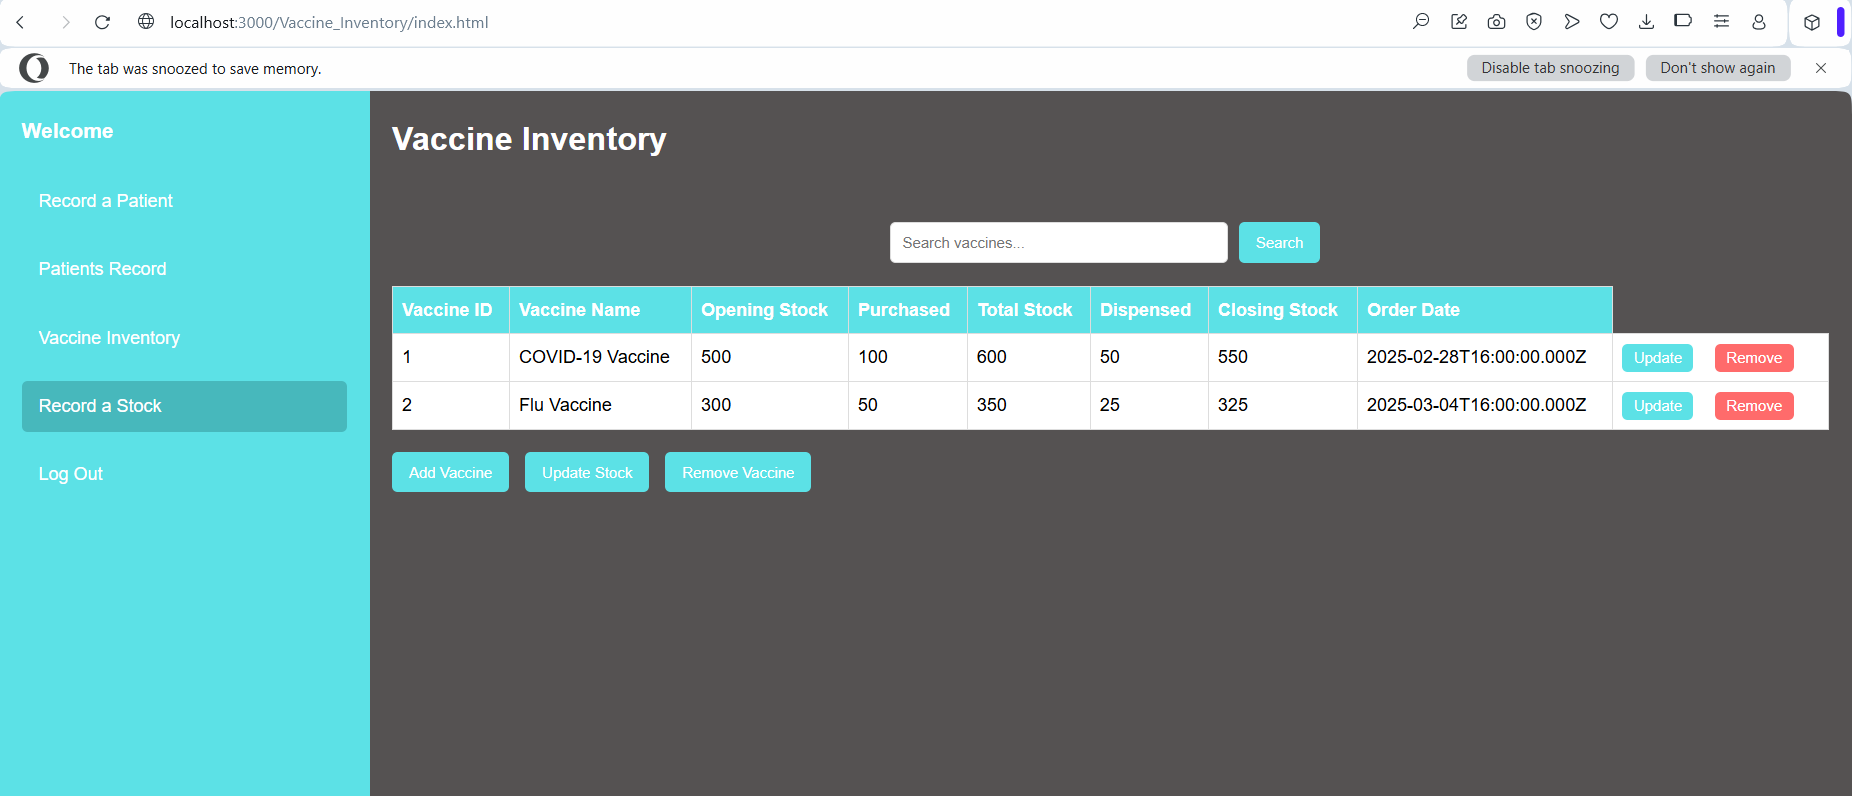 localhost:3000/Vaccine_Inventory/index.html
The tab was snoozed to save memory.
Disable tab snoozing
Don't show again
Welcome
Record a Patient
Patients Record
Vaccine Inventory
Record a Stock
Log Out
Vaccine Inventory
Search vaccines...
Search
Vaccine ID Vaccine Name Opening Stock Purchased Total Stock Dispensed Closing Stock Order Date
1 COVID-19 Vaccine 500 100 600 50 550 2025-02-28T16:00:00.000Z Update Remove
2 Flu Vaccine 300 50 350 25 325 2025-03-04T16:00:00.000Z Update Remove
Add Vaccine Update Stock Remove Vaccine